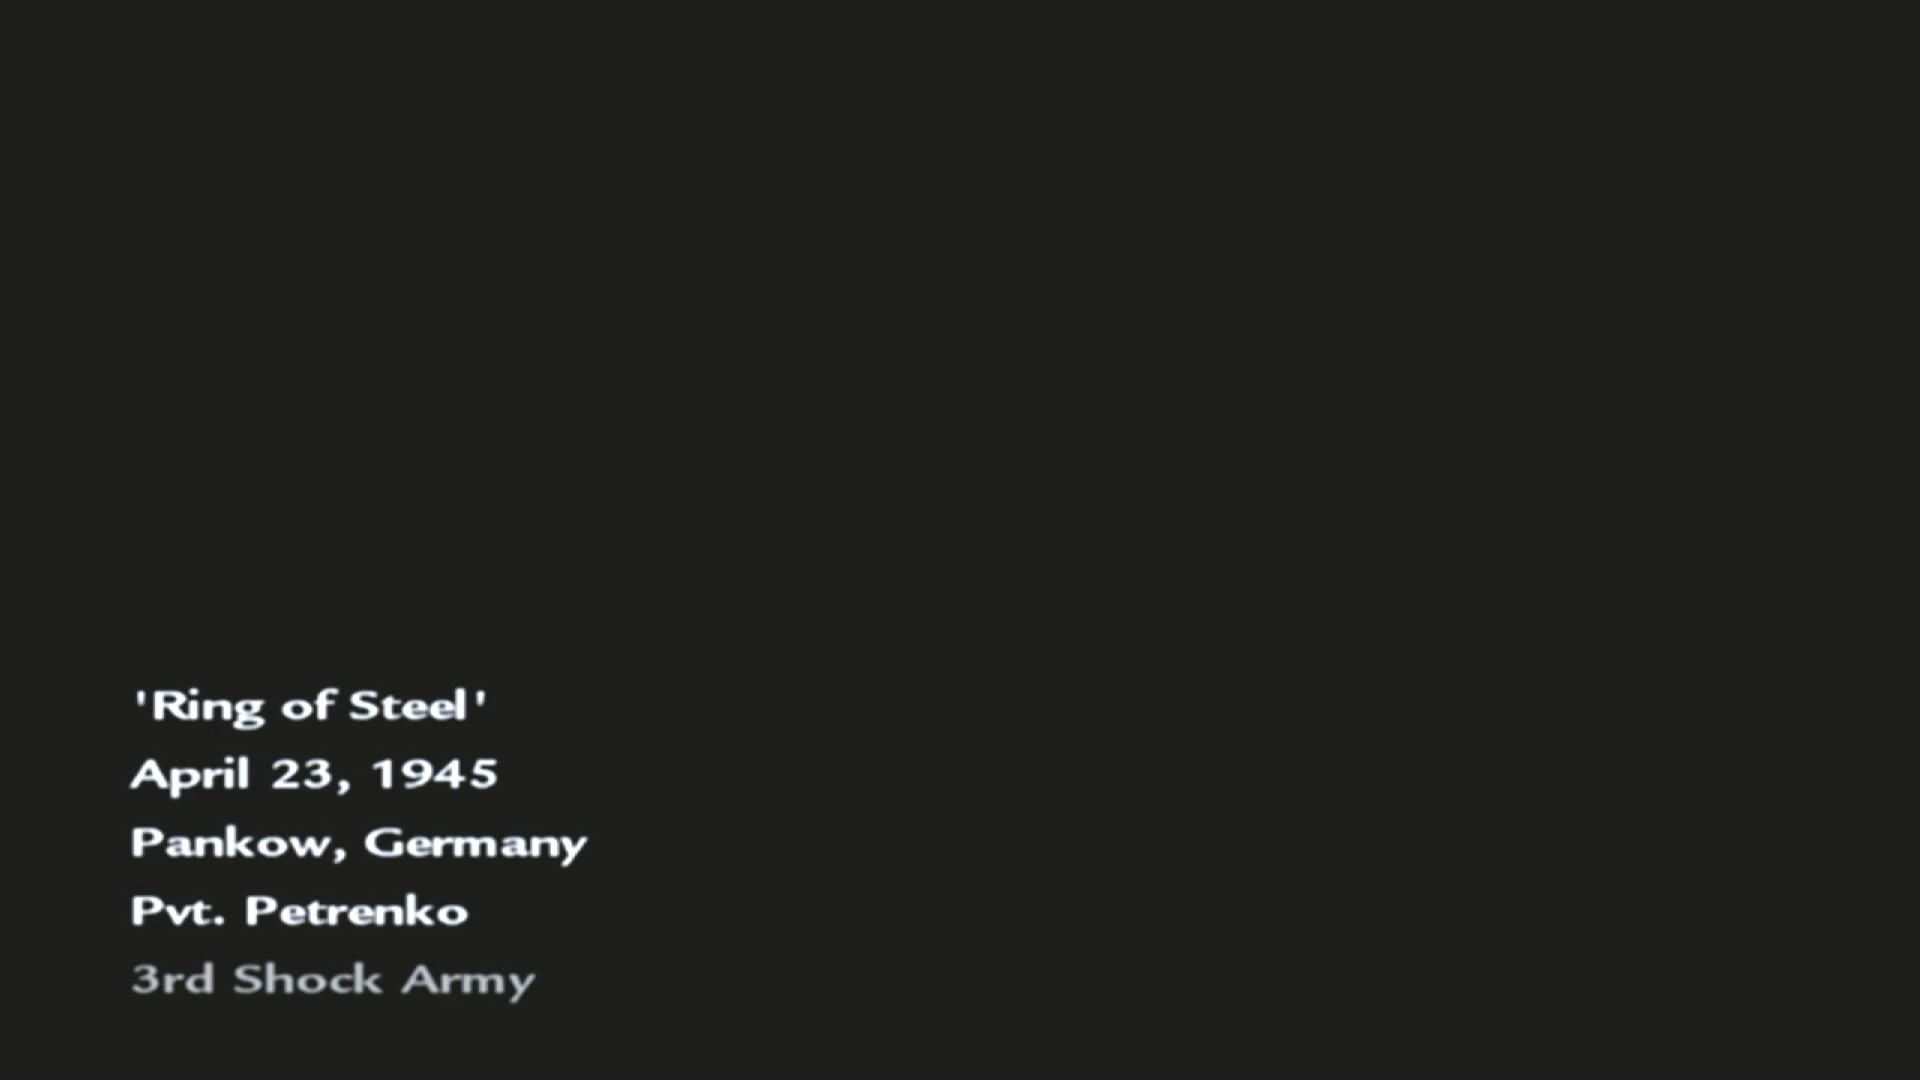 'Ring of Steel'
April 23, 1945
Pankow, Germany
Pvt. Petrenko
3rd Shock Army